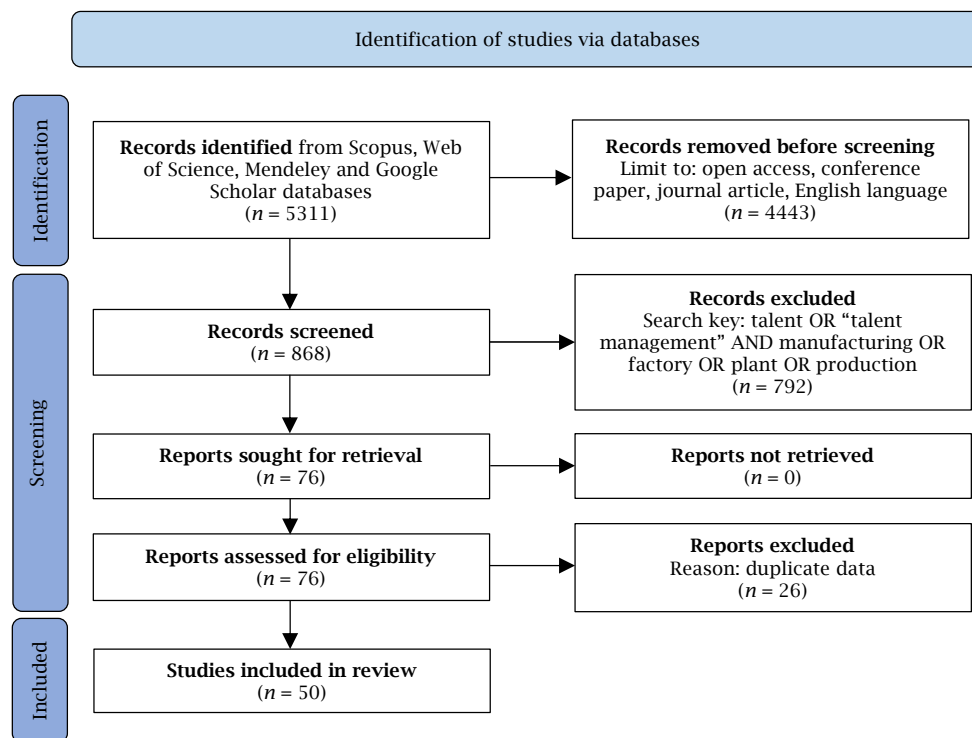 Identification of studies via databases
Identification
Records identified from Scopus, Web
of Science, Mendeley and Google
Scholar databases
(n = 5311)
Records removed before screening
Limit to: open access, conference
paper, journal article, English language
(n = 4443)
Screening
Records screened
(n = 868)
Records excluded
Search key: talent OR “talent
management” AND manufacturing OR
factory OR plant OR production
(n = 792)
Reports sought for retrieval
(n = 76)
Reports not retrieved
(n = 0)
Reports assessed for eligibility
(n = 76)
Reports excluded
Reason: duplicate data
(n = 26)
Included
Studies included in review
(n = 50)